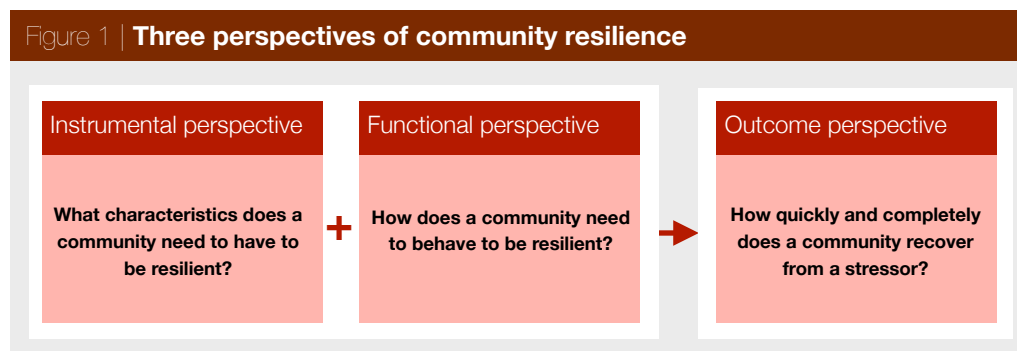 Figure 1 | Three perspectives of community resilience
Instrumental perspective
What characteristics does a
community need to have to
be resilient?
+
Functional perspective
How does a community need
to behave to be resilient?
Outcome perspective
How quickly and completely
does a community recover
from a stressor?